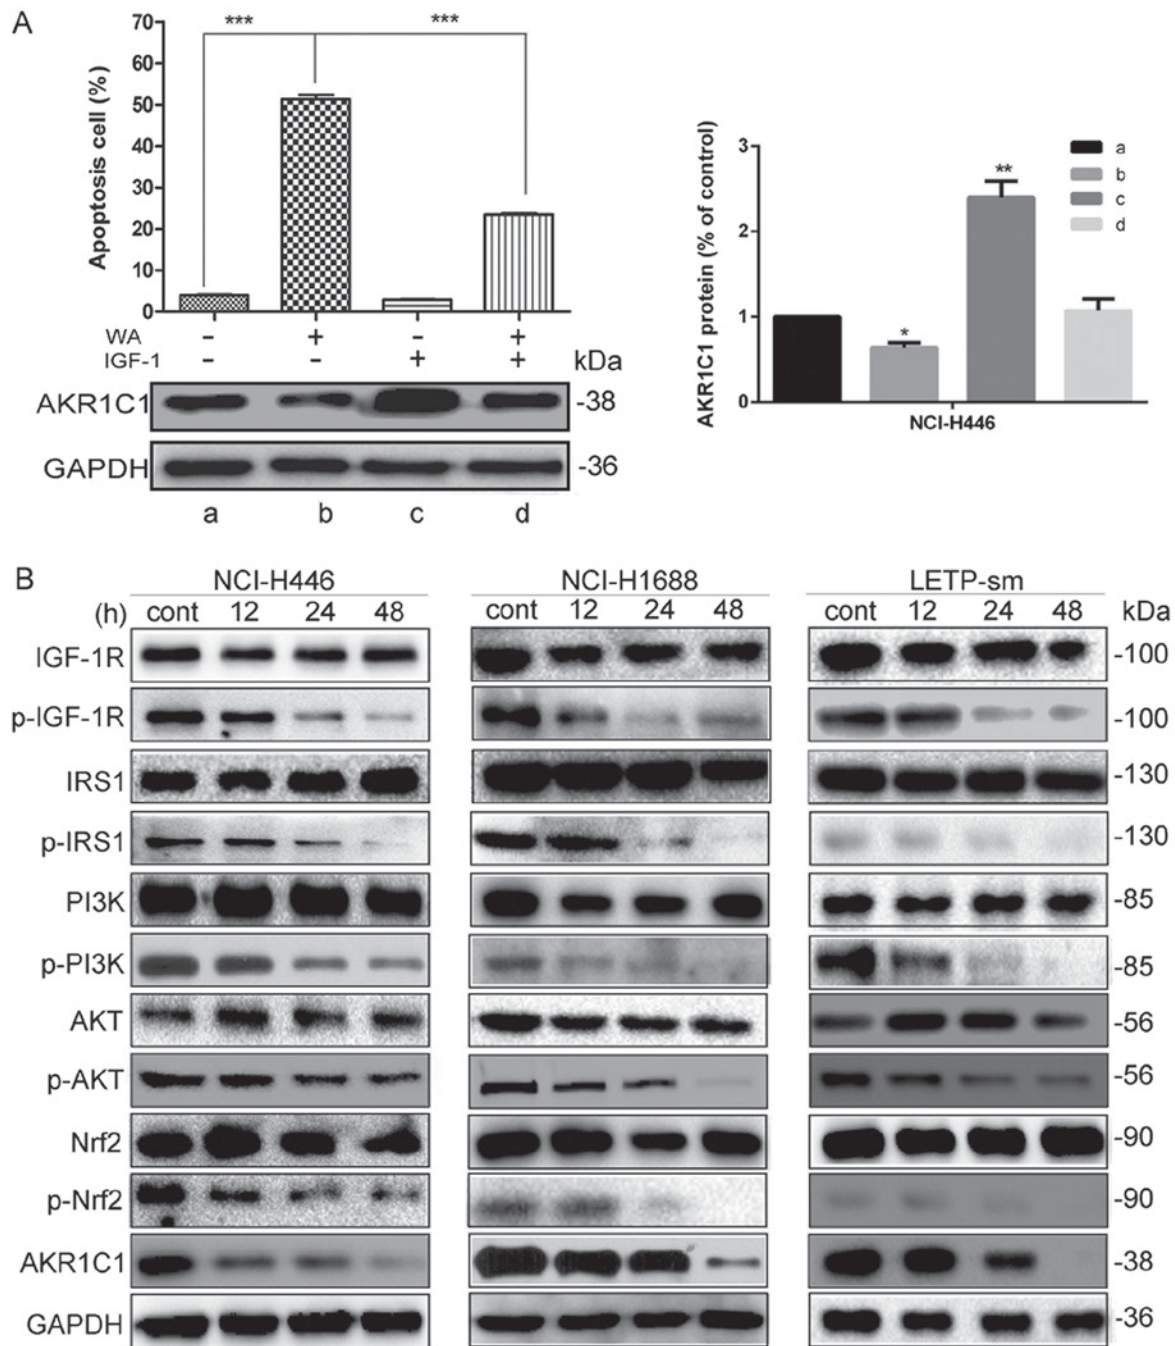 A
Apoptosis cell (%)
70
60
50
40
30
20
10
0
*** ***
WA - + - +
IGF-1 - - + + kDa
AKR1C1 -38
GAPDH -36
a b c d
AKR1C1 protein (% of control)
3
2
1
0
* **
a
b
c
d
NCI-H446
B NCI-H446 NCI-H1688 LETP-sm
(h) cont 12 24 48 cont 12 24 48 cont 12 24 48 kDa
IGF-1R -100
p-IGF-1R -100
IRS1 -130
p-IRS1 -130
PI3K -85
p-PI3K -85
AKT -56
p-AKT -56
Nrf2 -90
p-Nrf2 -90
AKR1C1 -38
GAPDH -36